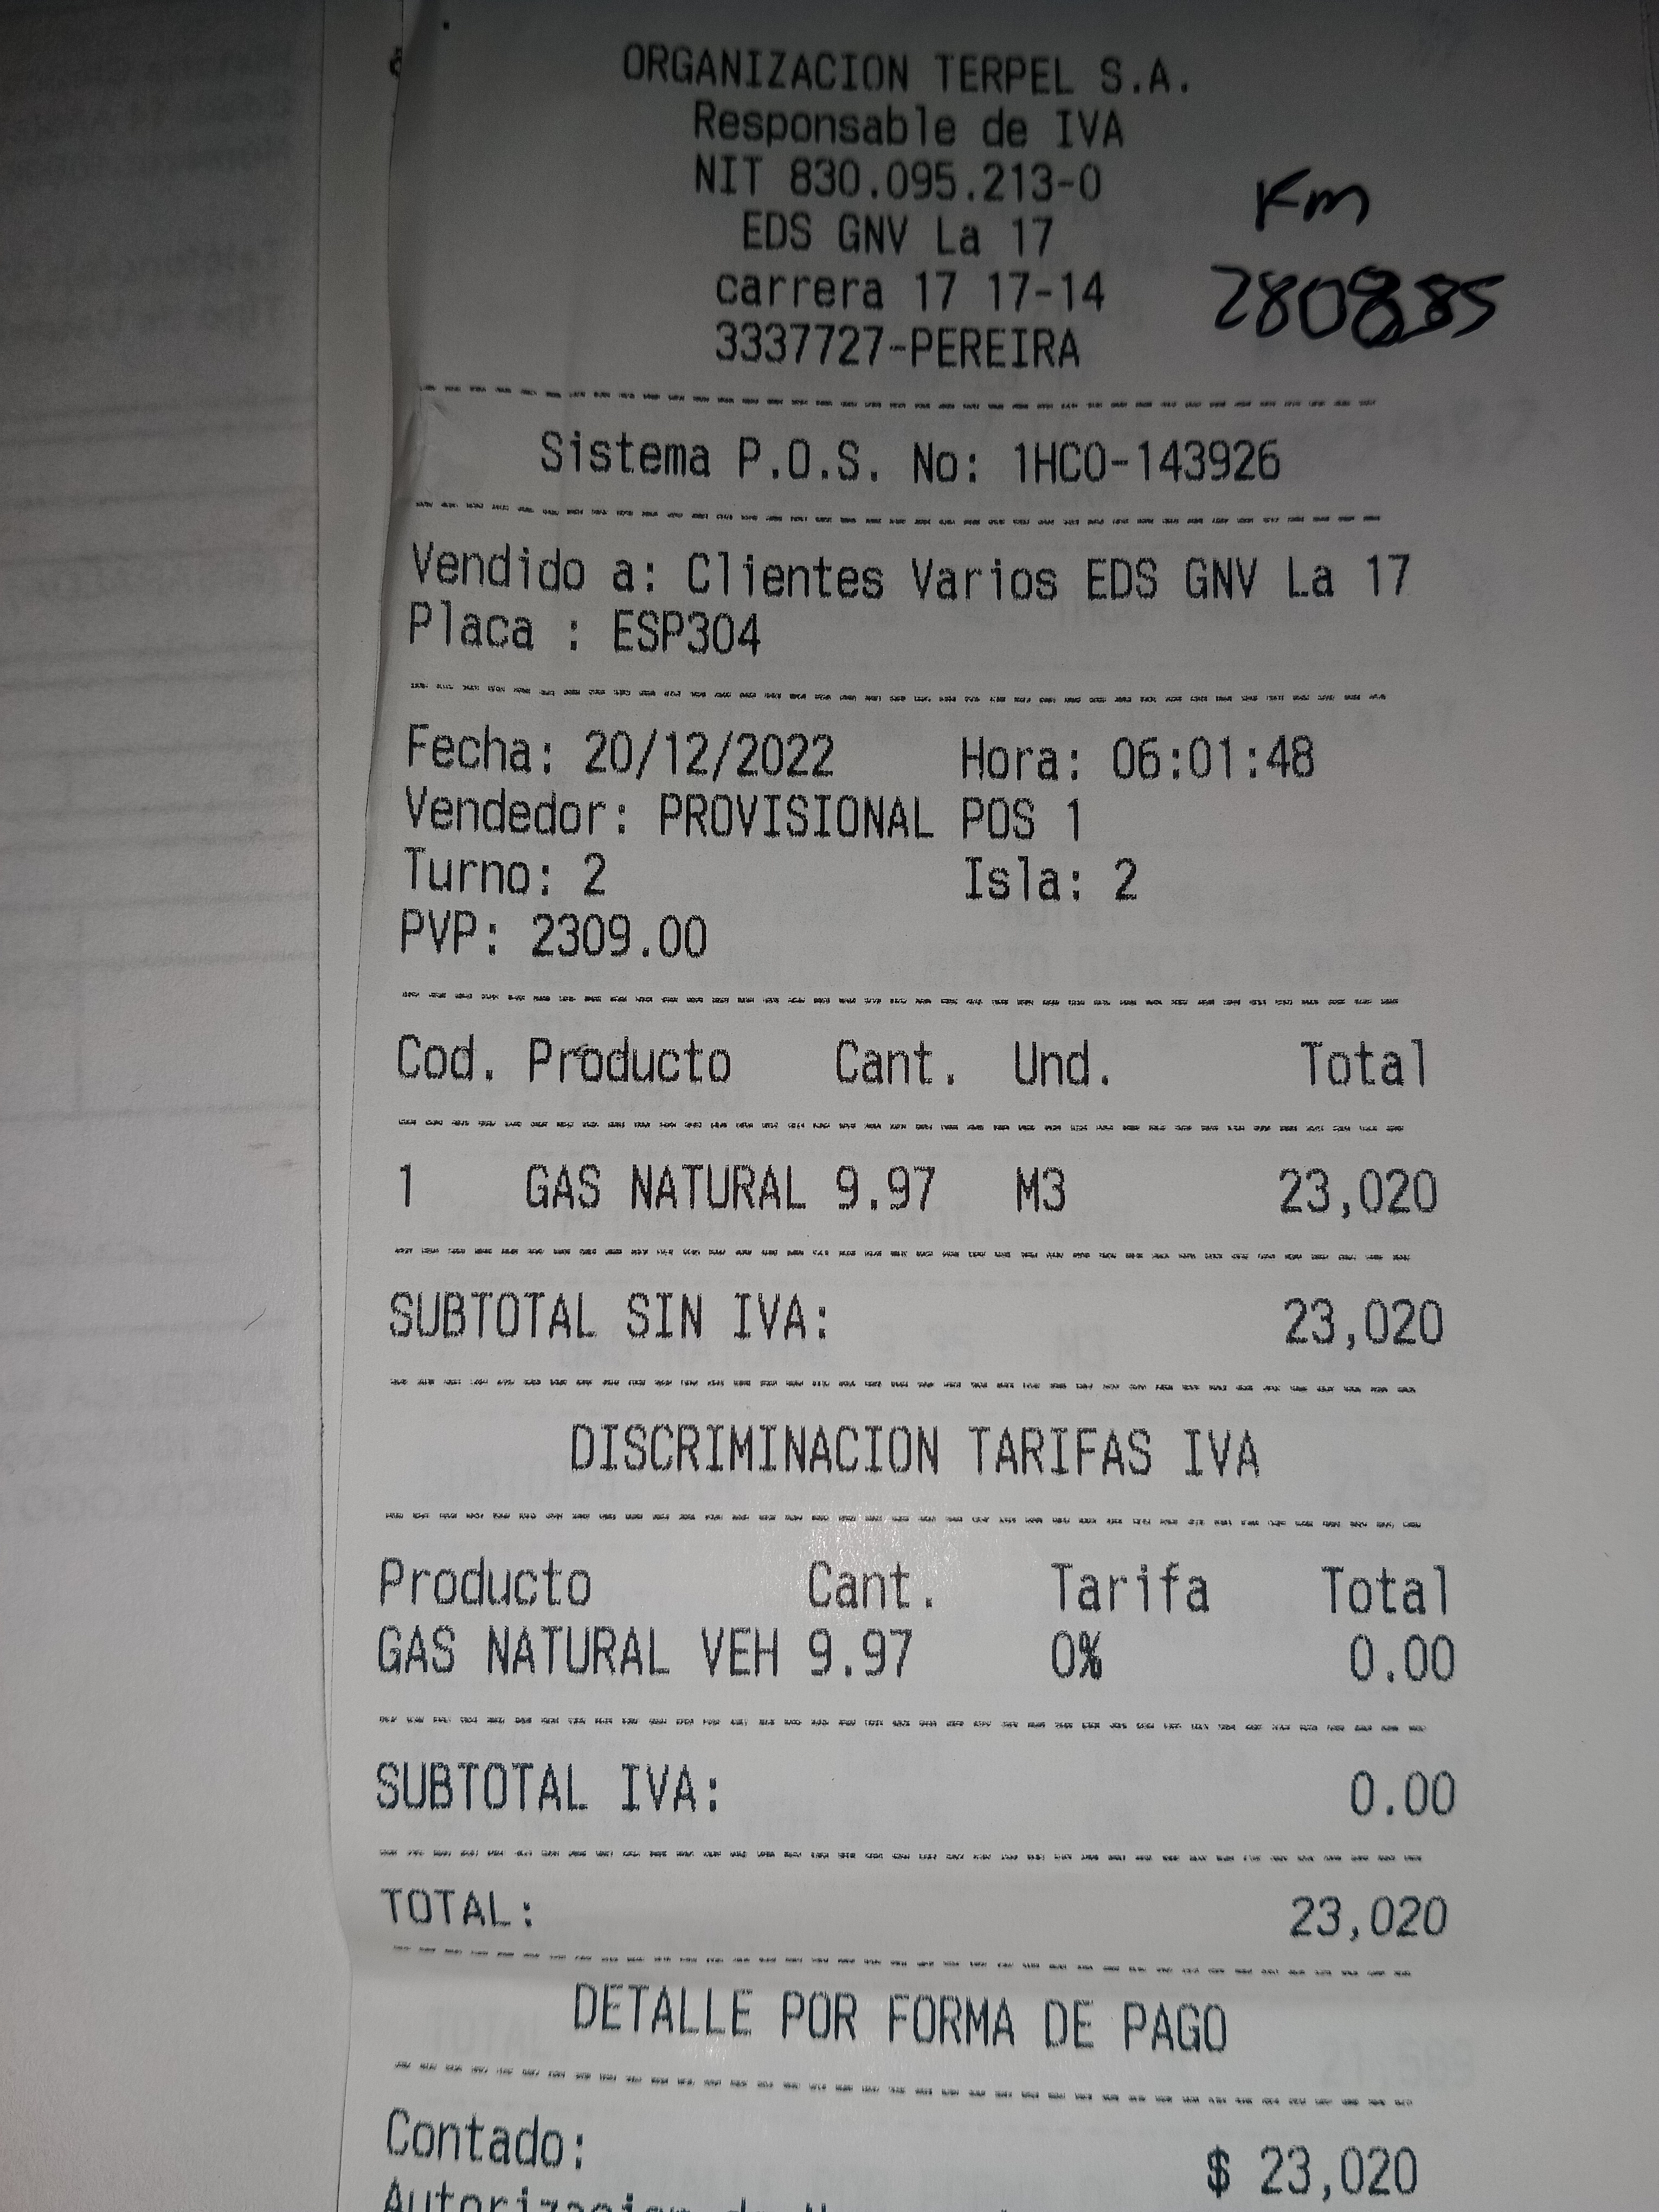 ORGANIZACION TERPEL S.A.
Responsable de IVA
NIT 830.095.213-0
EDS GNV La 17
carrera 17 17-14
3337727-PEREIRA
Km
280885
Sistema P.O.S. No: 1HCO-143926
Vendido a: Clientes Varios EDS GNV La 17
Placa : ESP304
Fecha: 20/12/2022 Hora: 06:01:48
Vendedor: PROVISIONAL POS 1
Turno: 2 Isla: 2
PVP: 2309.00
Cod. Producto Cant. Und. Total
1 GAS NATURAL 9.97 M3 23,020
SUBTOTAL SIN IVA: 23,020
DISCRIMINACION TARIFAS IVA
Producto Cant. Tarifa Total
GAS NATURAL VEH 9.97 0% 0.00
SUBTOTAL IVA: 0.00
TOTAL: 23,020
DETALLE POR FORMA DE PAGO
Contado: $ 23,020